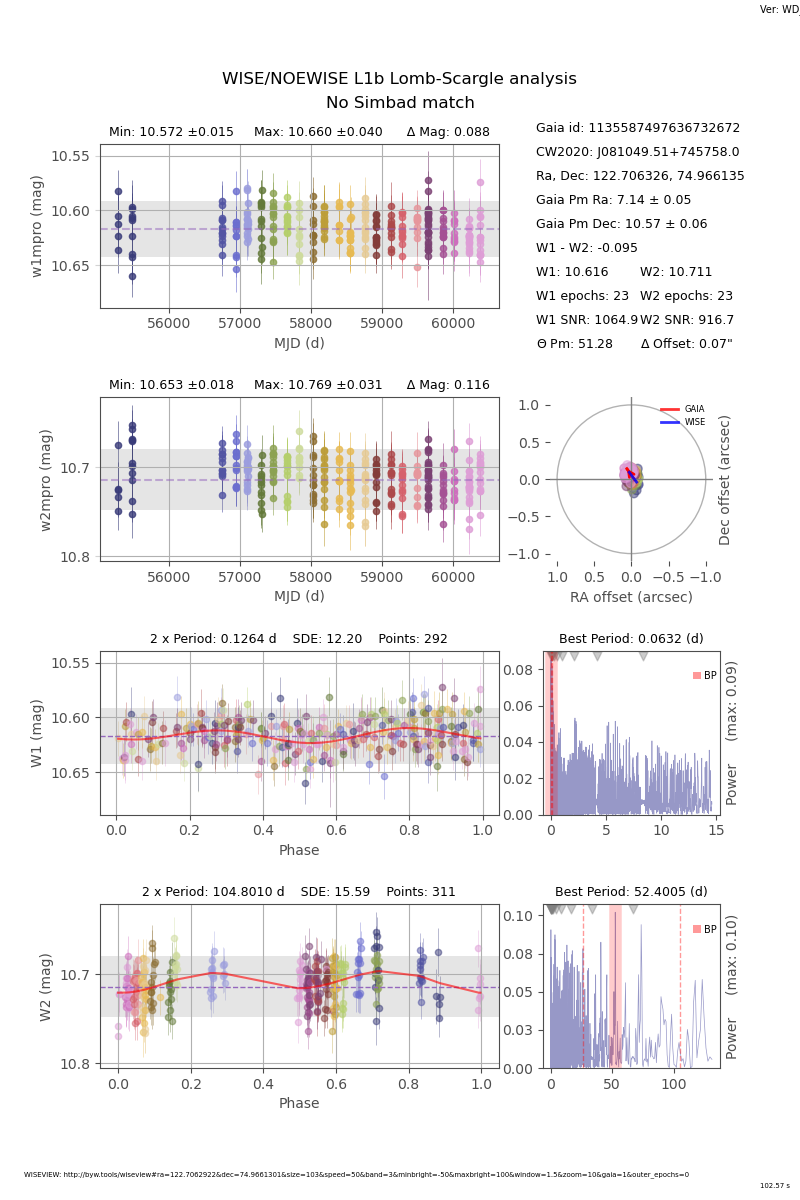 Ver: WD_
WISE/NOEWISE L1b Lomb-Scargle analysis
No Simbad match
Min: 10.572 ±0.015 Max: 10.660 ±0.040 Δ Mag: 0.088
10.55
10.60
10.65
w1mpro (mag)
56000 57000 58000 59000 60000
MJD (d)
Gaia id: 1135587497636732672
CW2020: J081049.51+745758.0
Ra, Dec: 122.706326, 74.966135
Gaia Pm Ra: 7.14 ± 0.05
Gaia Pm Dec: 10.57 ± 0.06
W1 - W2: -0.095
W1: 10.616 W2: 10.711
W1 epochs: 23 W2 epochs: 23
W1 SNR: 1064.9 W2 SNR: 916.7
Θ Pm: 51.28 Δ Offset: 0.07"
Min: 10.653 ±0.018 Max: 10.769 ±0.031 Δ Mag: 0.116
10.7
10.8
w2mpro (mag)
56000 57000 58000 59000 60000
MJD (d)
GAIA
WISE
1.0
0.5
0.0
−0.5
−1.0
Dec offset (arcsec)
1.0 0.5 0.0 −0.5 −1.0
RA offset (arcsec)
2 x Period: 0.1264 d SDE: 12.20 Points: 292
10.55
10.60
10.65
W1 (mag)
0.0 0.2 0.4 0.6 0.8 1.0
Phase
Best Period: 0.0632 (d)
BP
0.08
0.06
0.04
0.02
0.00
Power (max: 0.09)
0 5 10 15
2 x Period: 104.8010 d SDE: 15.59 Points: 311
10.7
10.8
W2 (mag)
0.0 0.2 0.4 0.6 0.8 1.0
Phase
Best Period: 52.4005 (d)
BP
0.10
0.08
0.05
0.03
0.00
Power (max: 0.10)
0 50 100
WISEVIEW: http://byw.tools/wiseview#ra=122.7062922&dec=74.9661301&size=103&speed=50&band=3&minbright=-50&maxbright=100&window=1.5&zoom=10&gaia=1&outer_epochs=0
102.57 s